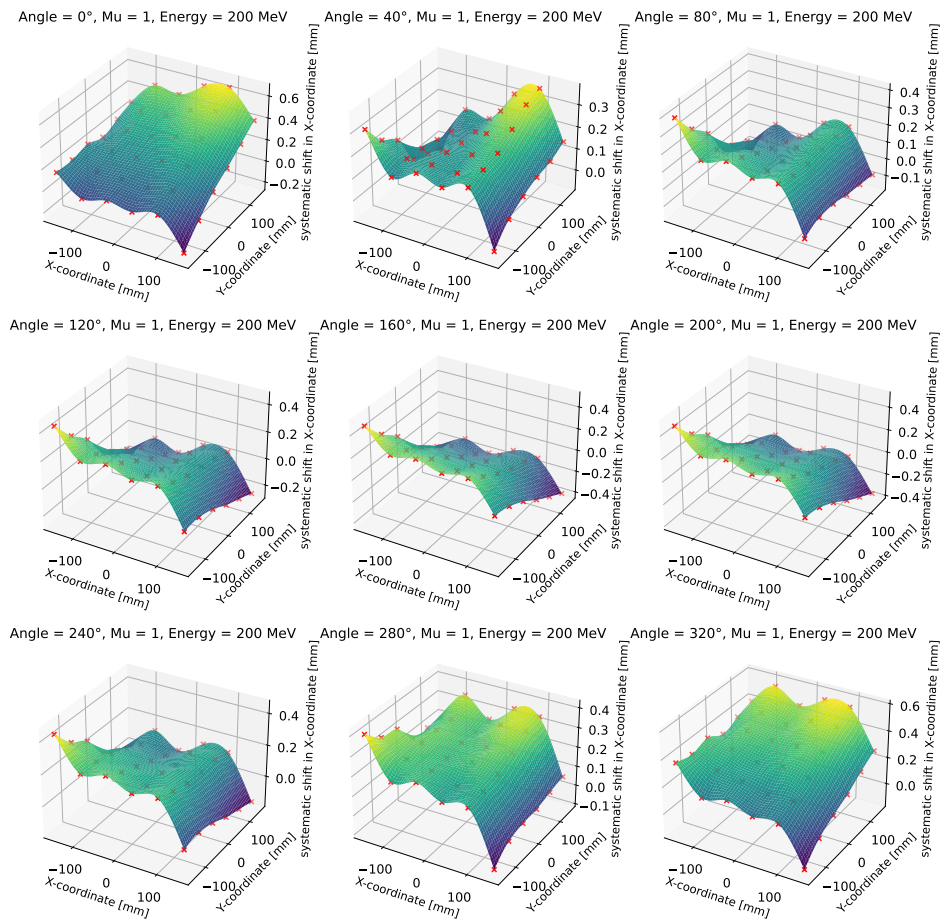 Angle = 0°, Mu = 1, Energy = 200 MeV
0.6
0.4
0.2
0.0
−0.2
systematic shift in X-coordinate [mm]
−100
0
100
X-coordinate [mm]
−100
0
100
Y-coordinate [mm]
Angle = 40°, Mu = 1, Energy = 200 MeV
0.3
0.2
0.1
0.0
systematic shift in X-coordinate [mm]
−100
0
100
X-coordinate [mm]
−100
0
100
Y-coordinate [mm]
Angle = 80°, Mu = 1, Energy = 200 MeV
0.4
0.3
0.2
0.1
0.0
−0.1
systematic shift in X-coordinate [mm]
−100
0
100
X-coordinate [mm]
−100
0
100
Y-coordinate [mm]
Angle = 120°, Mu = 1, Energy = 200 MeV
0.4
0.2
0.0
−0.2
systematic shift in X-coordinate [mm]
−100
0
100
X-coordinate [mm]
−100
0
100
Y-coordinate [mm]
Angle = 160°, Mu = 1, Energy = 200 MeV
0.4
0.2
0.0
−0.2
−0.4
systematic shift in X-coordinate [mm]
−100
0
100
X-coordinate [mm]
−100
0
100
Y-coordinate [mm]
Angle = 200°, Mu = 1, Energy = 200 MeV
0.4
0.2
0.0
−0.2
−0.4
systematic shift in X-coordinate [mm]
−100
0
100
X-coordinate [mm]
−100
0
100
Y-coordinate [mm]
Angle = 240°, Mu = 1, Energy = 200 MeV
0.4
0.2
0.0
systematic shift in X-coordinate [mm]
−100
0
100
X-coordinate [mm]
−100
0
100
Y-coordinate [mm]
Angle = 280°, Mu = 1, Energy = 200 MeV
0.4
0.3
0.2
0.1
0.0
−0.1
systematic shift in X-coordinate [mm]
−100
0
100
X-coordinate [mm]
−100
0
100
Y-coordinate [mm]
Angle = 320°, Mu = 1, Energy = 200 MeV
0.6
0.4
0.2
0.0
systematic shift in X-coordinate [mm]
−100
0
100
X-coordinate [mm]
−100
0
100
Y-coordinate [mm]